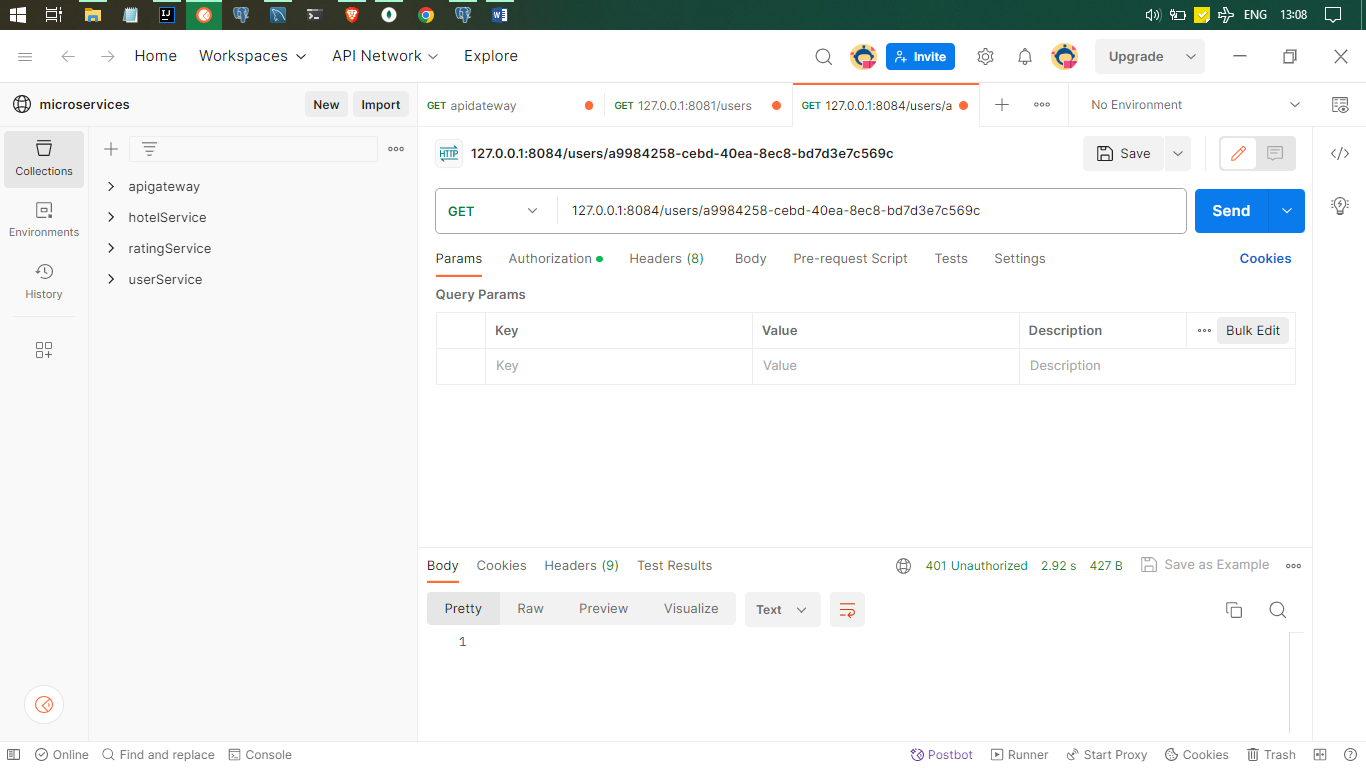 ENG 13:08
Home Workspaces API Network Explore Invite Upgrade
microservices New Import GET apidateway GET 127.0.0.1:8081/users GET 127.0.0.1:8084/users/a No Environment
Collections
Environments
History
apigateway
hotelService
ratingService
userService
HTTP 127.0.0.1:8084/users/a9984258-cebd-40ea-8ec8-bd7d3e7c569c Save
GET 127.0.0.1:8084/users/a9984258-cebd-40ea-8ec8-bd7d3e7c569c Send
Params Authorization Headers (8) Body Pre-request Script Tests Settings Cookies
Query Params
Key Value Description Bulk Edit
Key Value Description
Body Cookies Headers (9) Test Results 401 Unauthorized 2.92 s 427 B Save as Example
Pretty Raw Preview Visualize Text
1
Online Find and replace Console Postbot Runner Start Proxy Cookies Trash